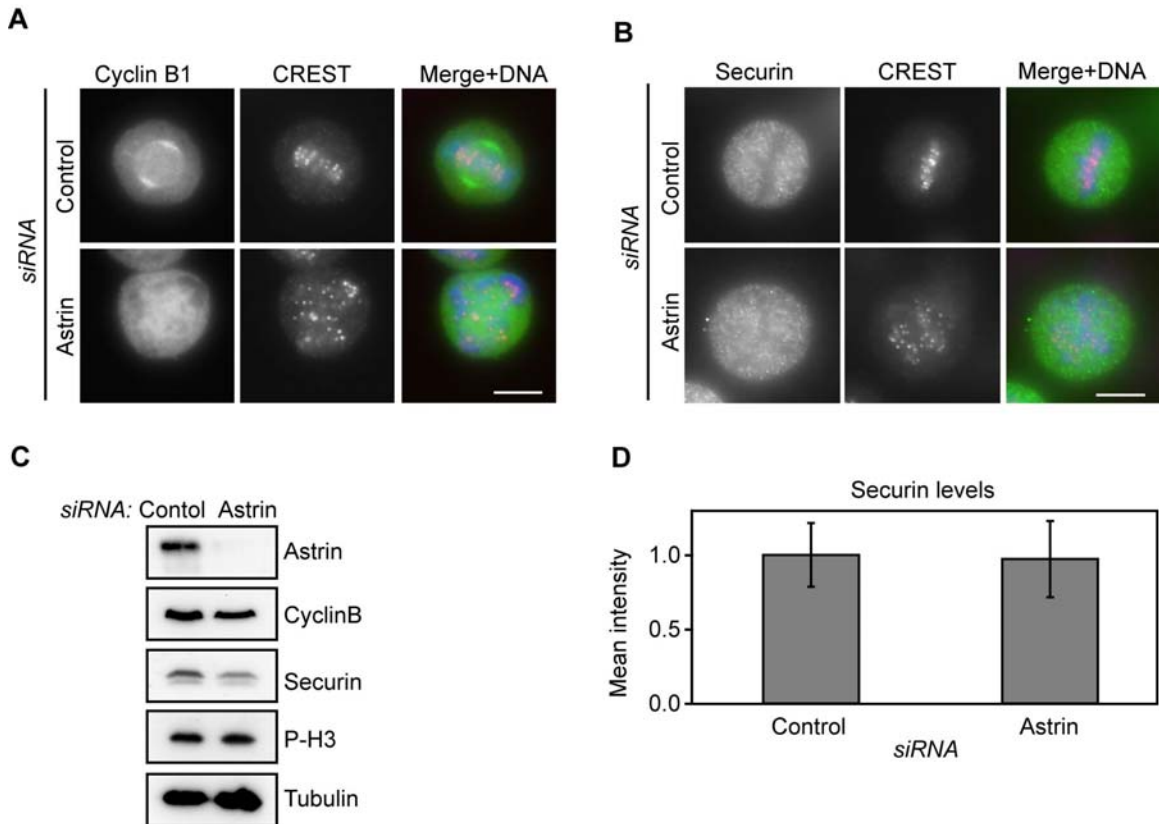 A
Cyclin B1 CREST Merge+DNA
siRNA
Control
Astrin
B
Securin CREST Merge+DNA
siRNA
Control
Astrin
C
siRNA: Contol Astrin
Astrin
CyclinB
Securin
P-H3
Tubulin
D
Securin levels
Mean intensity
1.0
0.5
0.0
Control Astrin
siRNA